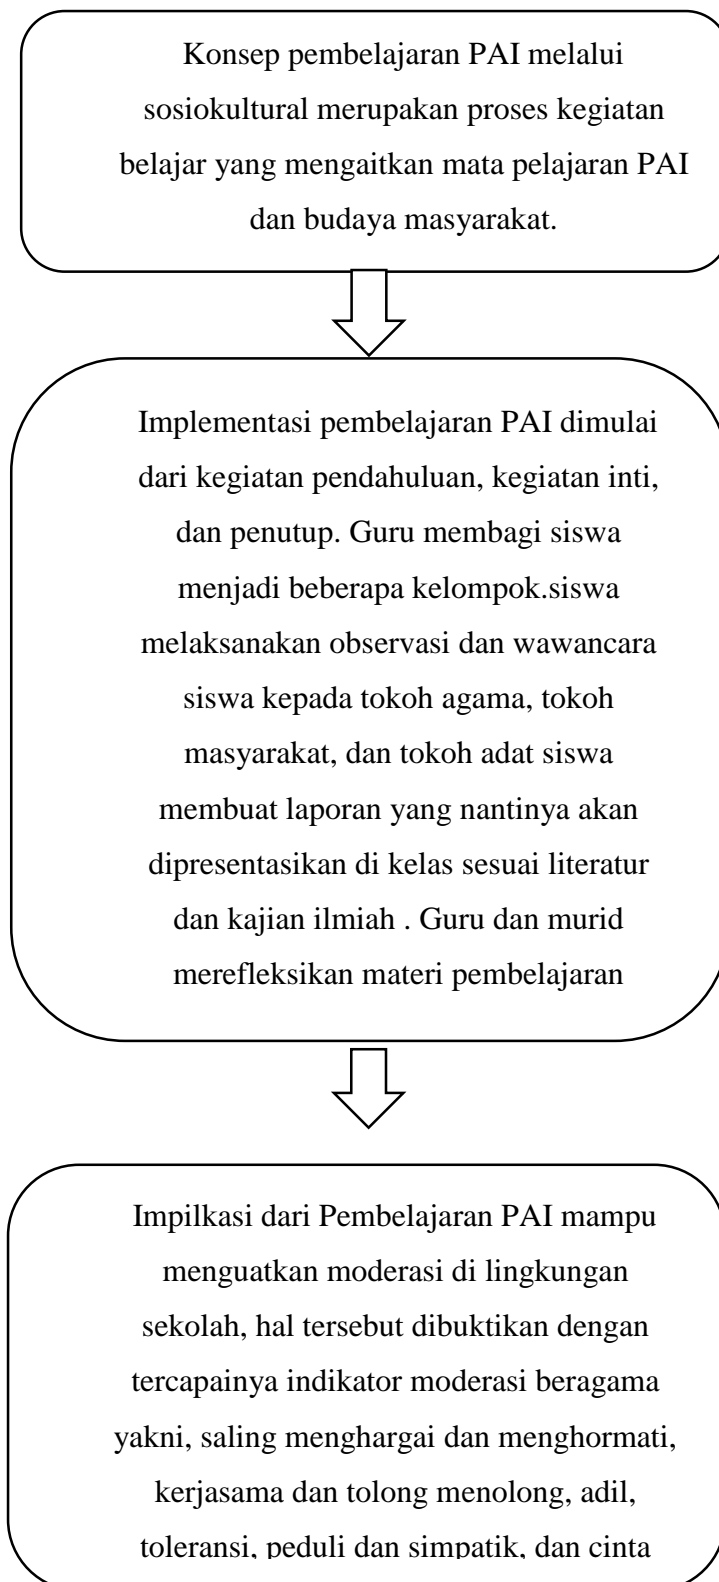 Konsep pembelajaran PAI melalui
sosiokultural merupakan proses kegiatan
belajar yang mengaitkan mata pelajaran PAI
dan budaya masyarakat.
Implementasi pembelajaran PAI dimulai
dari kegiatan pendahuluan, kegiatan inti,
dan penutup. Guru membagi siswa
menjadi beberapa kelompok.siswa
melaksanakan observasi dan wawancara
siswa kepada tokoh agama, tokoh
masyarakat, dan tokoh adat siswa
membuat laporan yang nantinya akan
dipresentasikan di kelas sesuai literatur
dan kajian ilmiah . Guru dan murid
merefleksikan materi pembelajaran
Impilkasi dari Pembelajaran PAI mampu
menguatkan moderasi di lingkungan
sekolah, hal tersebut dibuktikan dengan
tercapainya indikator moderasi beragama
yakni, saling menghargai dan menghormati,
kerjasama dan tolong menolong, adil,
toleransi, peduli dan simpatik, dan cinta